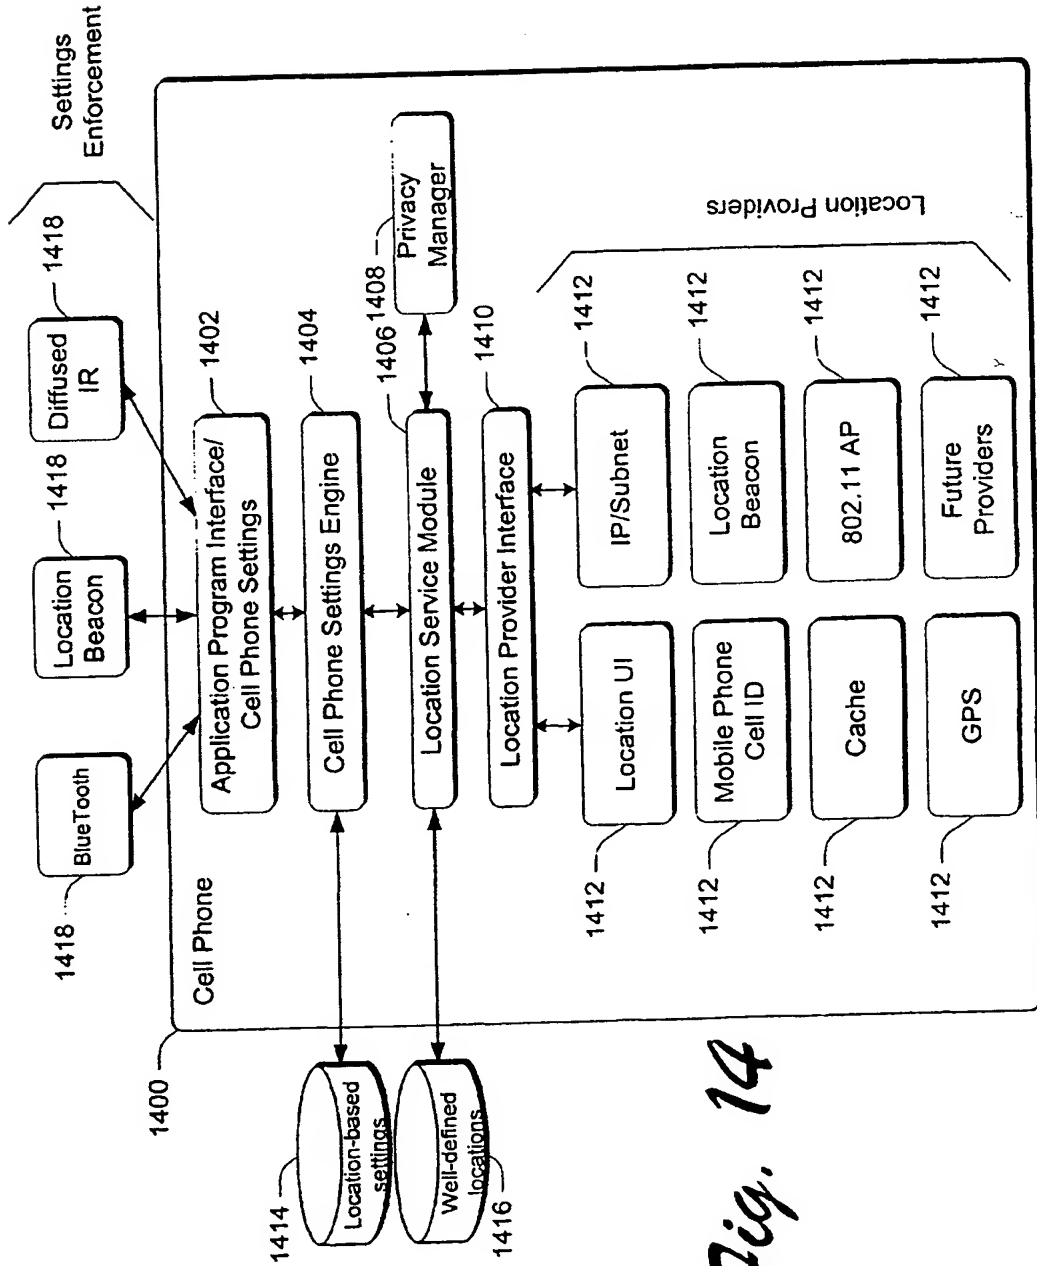 Settings
Enforcement
1418
1418
1418
BlueTooth
Location
Beacon
Diffused
IR
1400
Cell Phone
Application Program Interface/
Cell Phone Settings
1402
Cell Phone Settings Engine
1404
1414
Location-based
settings
Location Service Module
1406
1408
Privacy
Manager
Well-defined
locations
1416
Location Provider Interface
1410
Location Providers
1412
Location UI
IP/Subnet
1412
1412
Mobile Phone
Cell ID
Location
Beacon
1412
1412
Cache
802.11 AP
1412
1412
GPS
Future
Providers
1412
Fig. 14